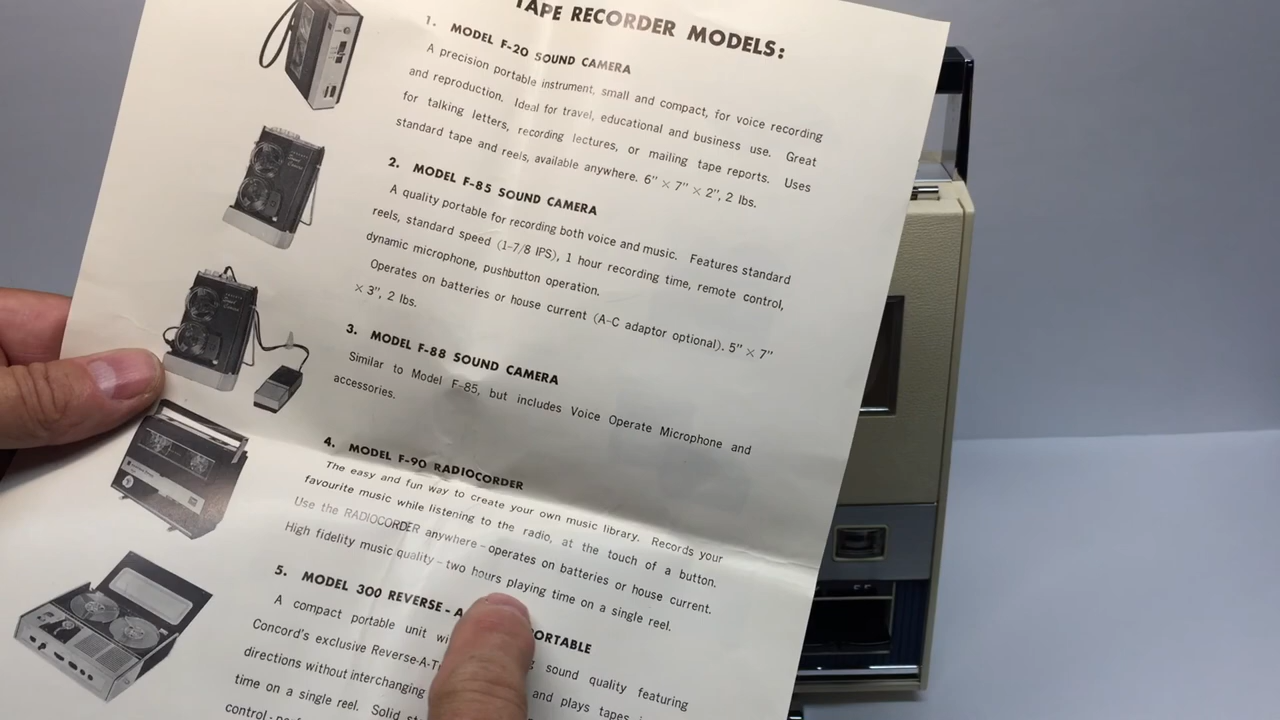 TAPE RECORDER MODELS:
1. MODEL F-20 SOUND CAMERA
A precision portable instrument, small and compact, for voice recording
and reproduction. Ideal for travel, educational and business use. Great
for talking letters, recording lectures, or mailing tape reports. Uses
standard tape and reels, available anywhere. 6" × 7" × 2", 2 lbs.
2. MODEL F-85 SOUND CAMERA
A quality portable for recording both voice and music. Features standard
reels, standard speed (1-7/8 IPS), 1 hour recording time, remote control,
dynamic microphone, pushbutton operation.
Operates on batteries or house current (A-C adaptor optional). 5" × 7"
× 3", 2 lbs.
3. MODEL F-88 SOUND CAMERA
Similar to Model F-85, but includes Voice Operate Microphone and
accessories.
4. MODEL F-90 RADIOCORDER
The easy and fun way to create your own music library. Records your
favourite music while listening to the radio, at the touch of a button.
Use the RADIOCORDER anywhere - operates on batteries or house current.
High fidelity music quality - two hours playing time on a single reel.
5. MODEL 300 REVERSE - A PORTABLE
A compact portable unit sound quality featuring
Concord's exclusive Reverse-A-T
directions without interchanging and plays tapes
time on a single reel. Solid
control